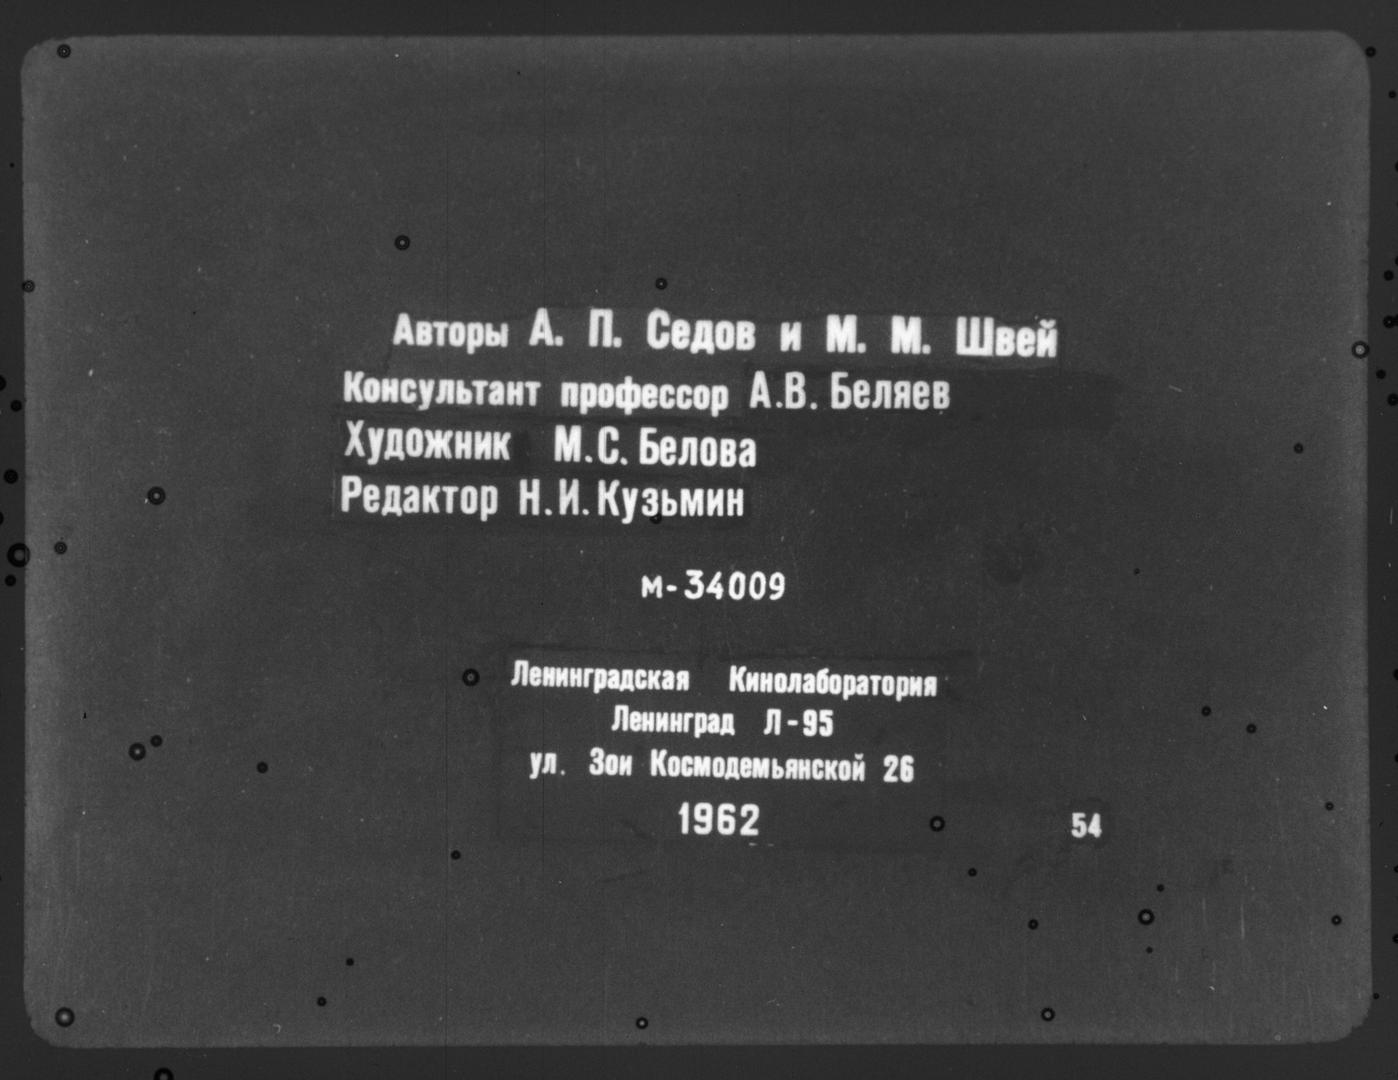 Авторы А. П. Седов и М. М. Швей
Консультант профессор А.В. Беляев
Художник М.С. Белова
Редактор Н.И. Кузьмин
м-34009
Ленинградская Кинолаборатория
Ленинград Л-95
ул. Зои Космодемьянской 26
1962
54